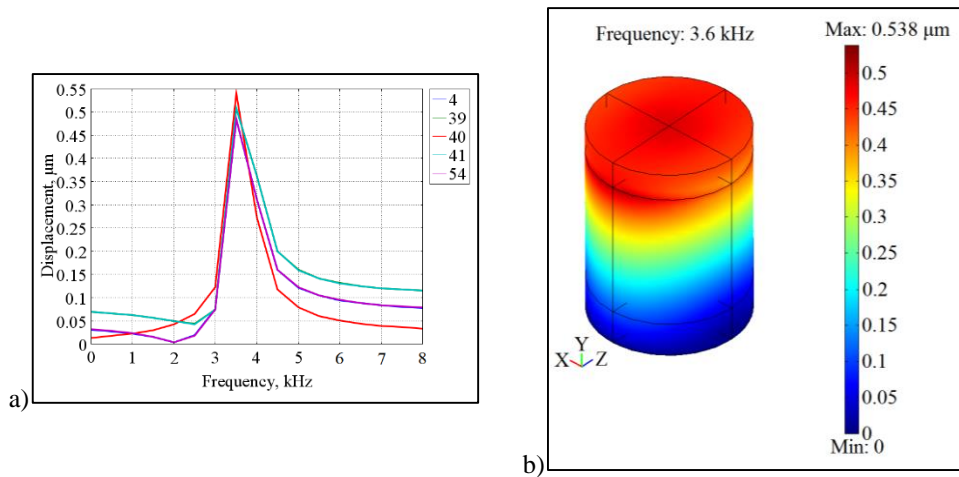 0.55
0.5
0.45
0.4
0.35
0.3
0.25
0.2
0.15
0.1
0.05
0
Displacement, μm
0 1 2 3 4 5 6 7 8
Frequency, kHz
4
39
40
41
54
a)
Frequency: 3.6 kHz
Max: 0.538 μm
0.5
0.45
0.4
0.35
0.3
0.25
0.2
0.15
0.1
0.05
0
Min: 0
Y
X Z
b)